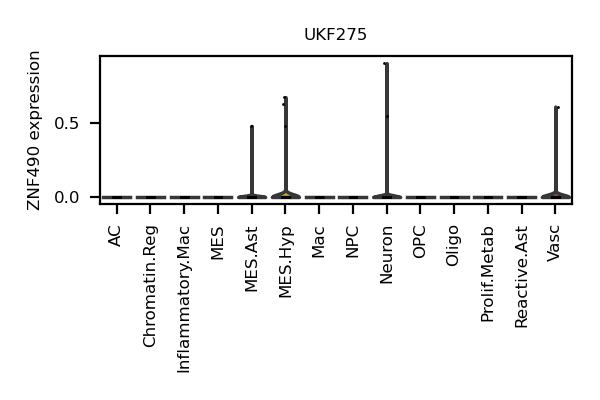 UKF275
ZNF490 expression
0.5
0.0
AC
Chromatin.Reg
Inflammatory.Mac
MES
MES.Ast
MES.Hyp
Mac
NPC
Neuron
OPC
Oligo
Prolif.Metab
Reactive.Ast
Vasc